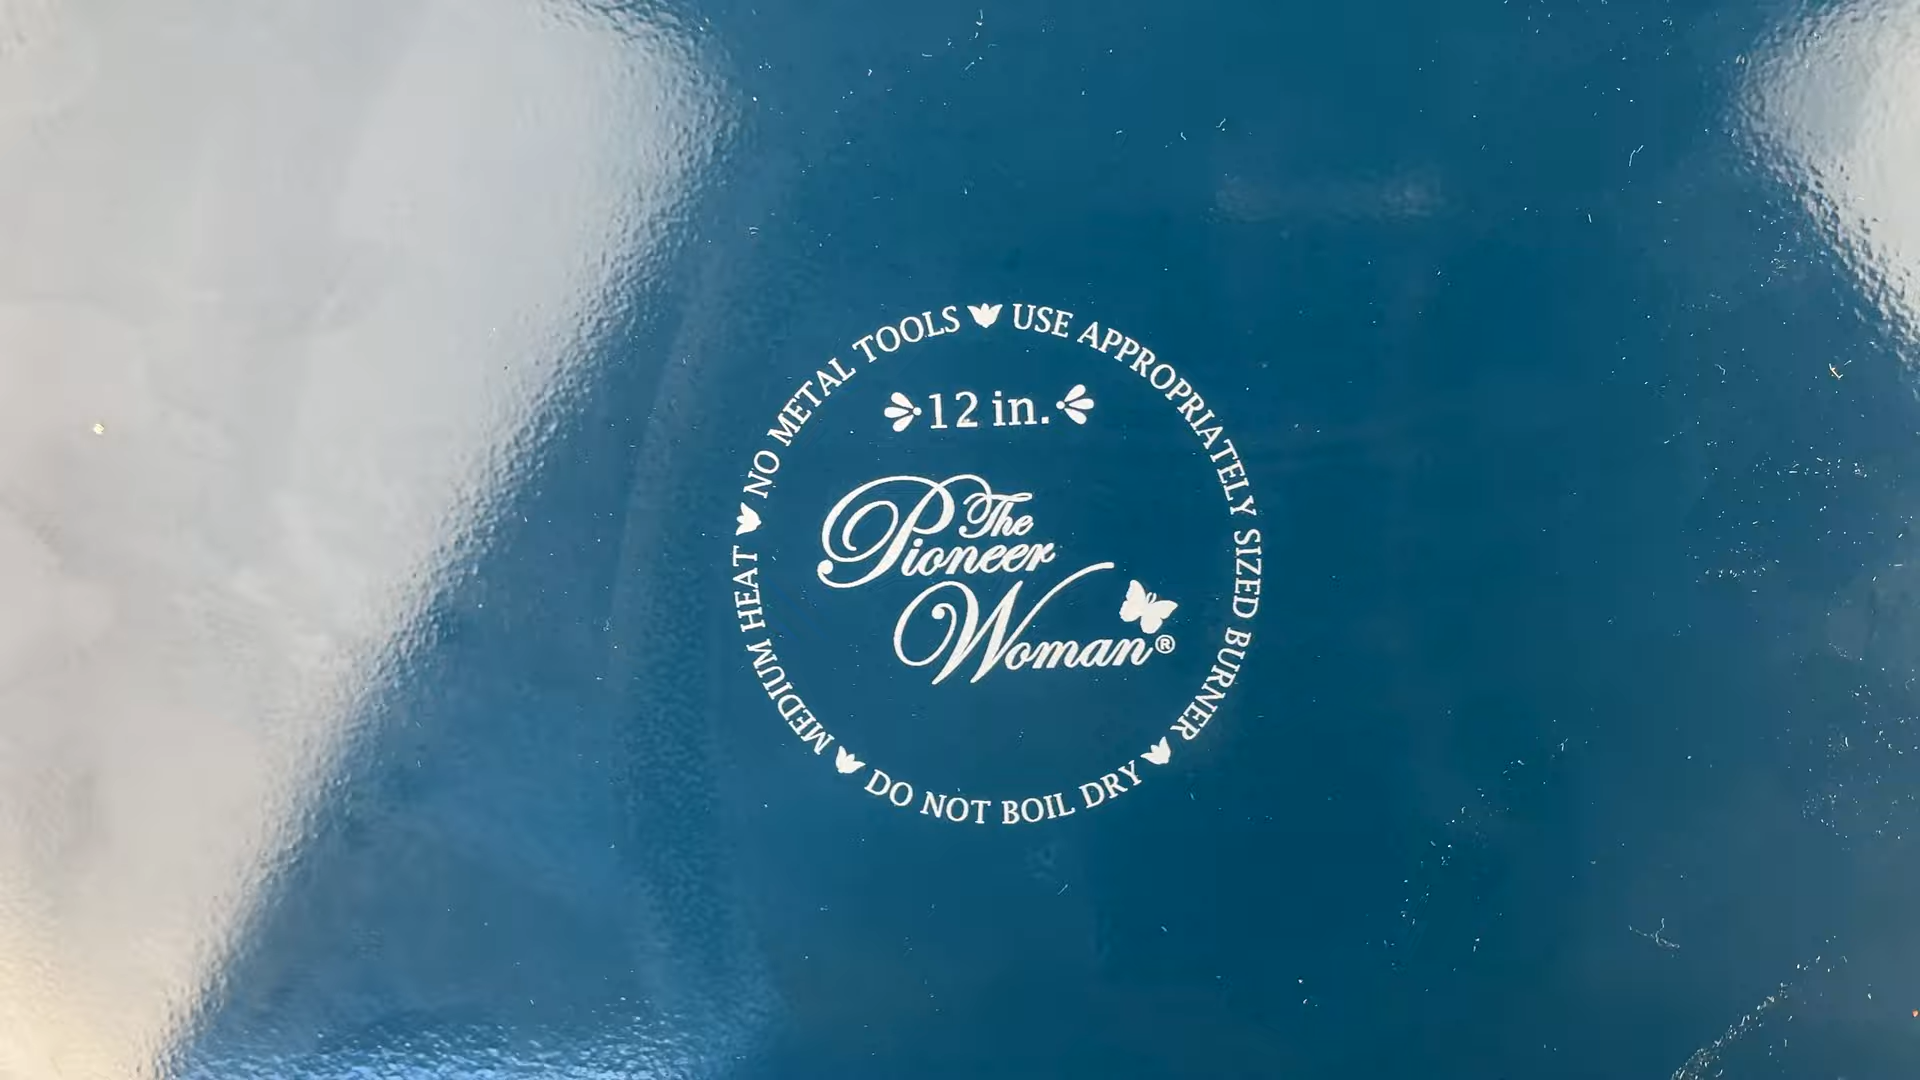 NO METAL TOOLS
USE APPROPRIATELY SIZED BURNER
DO NOT BOIL DRY
MEDIUM HEAT
12 in.
The
Pioneer
Woman®